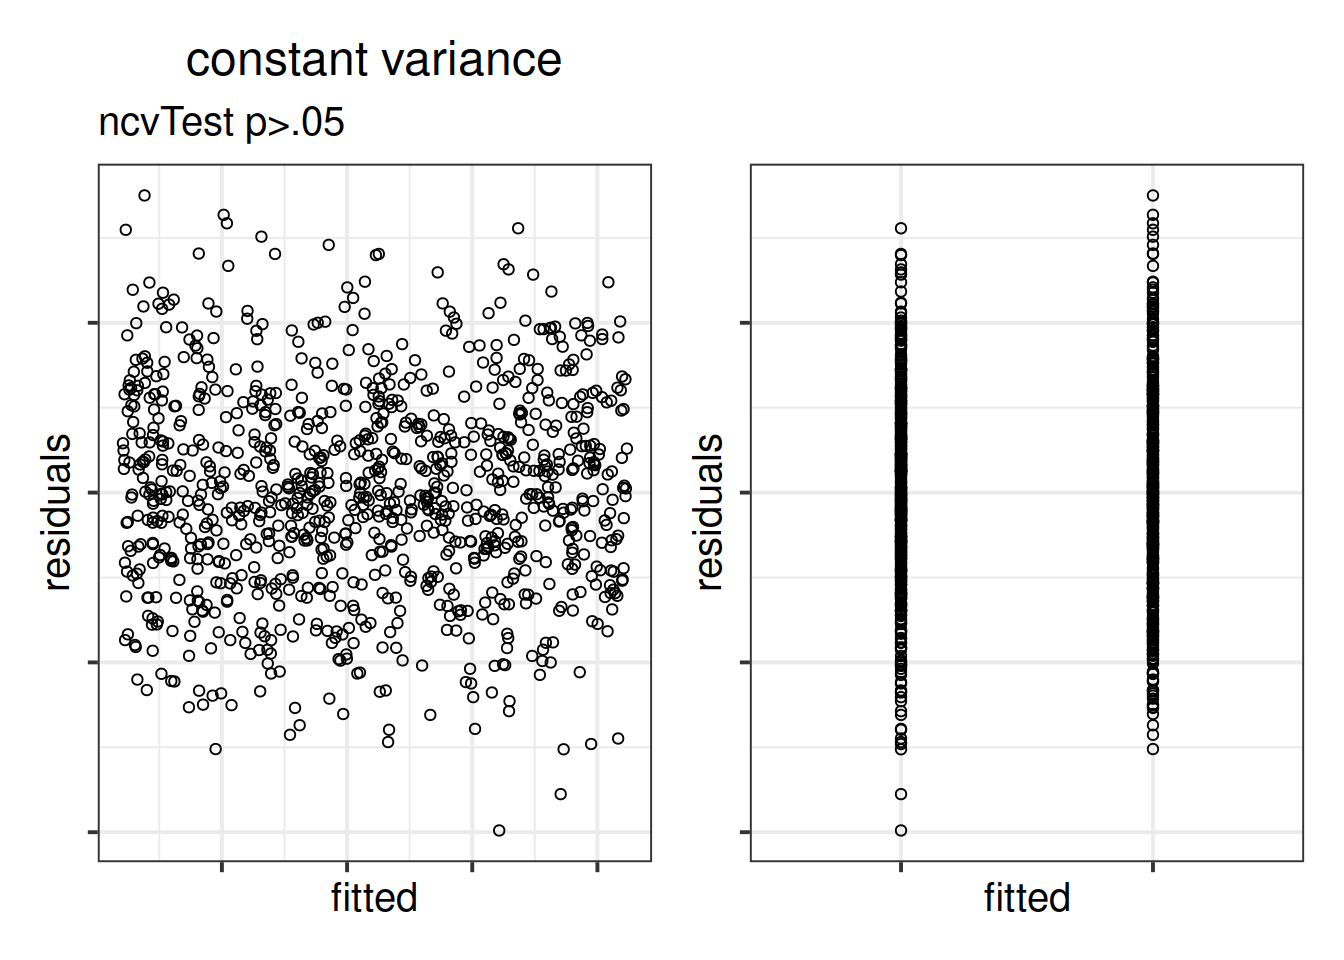 constant variance
ncvTest p>.05
residuals
fitted
residuals
fitted